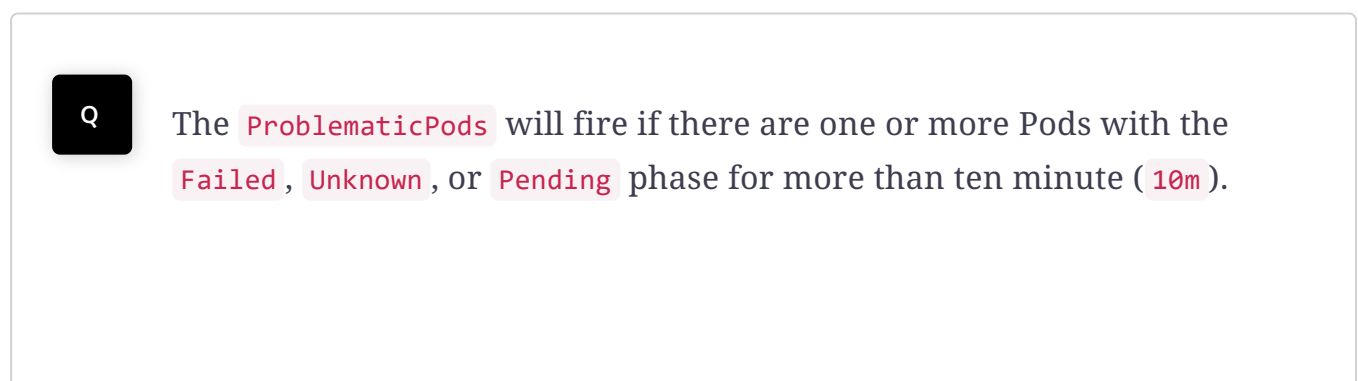 Q
The ProblematicPods will fire if there are one or more Pods with the
Failed, Unknown, or Pending phase for more than ten minute (10m).